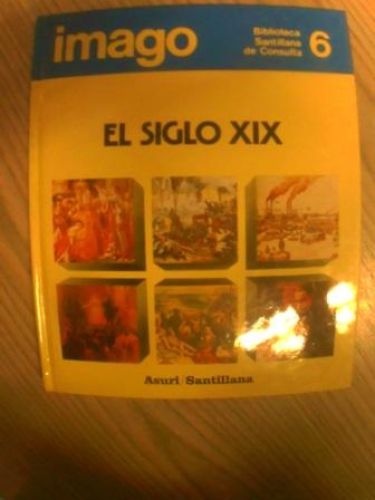 imago
Biblioteca
Santillana
de Consulta
6
EL SIGLO XIX
Asuri/Santillana